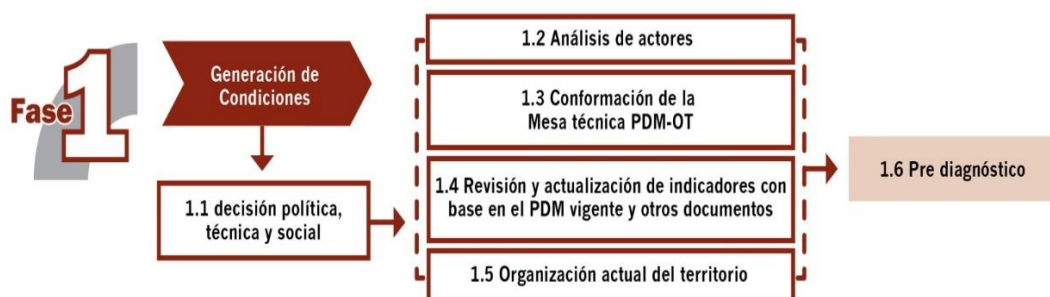 Fase 1
Generación de
Condiciones
1.1 decisión política,
técnica y social
1.2 Análisis de actores
1.3 Conformación de la
Mesa técnica PDM-OT
1.4 Revisión y actualización de indicadores con
base en el PDM vigente y otros documentos
1.5 Organización actual del territorio
1.6 Pre diagnóstico